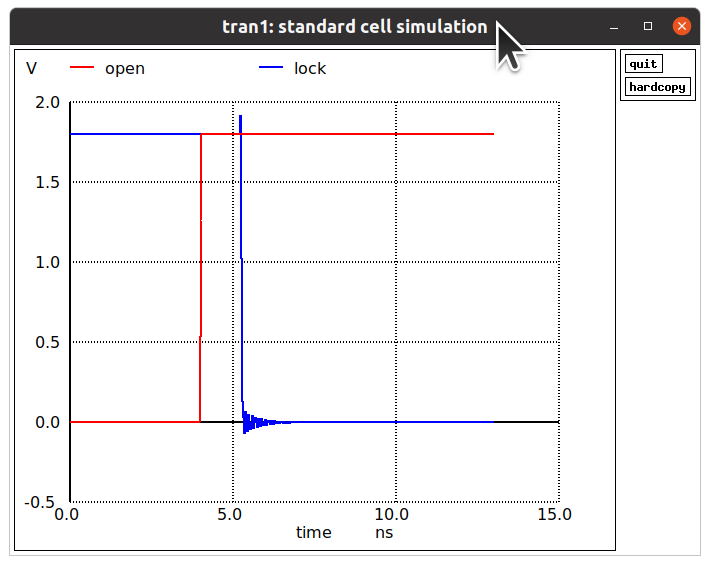 tran1: standard cell simulation
V open lock
quit
hardcopy
2.0
1.5
1.0
0.5
0.0
-0.5
0.0 5.0 10.0 15.0
time ns